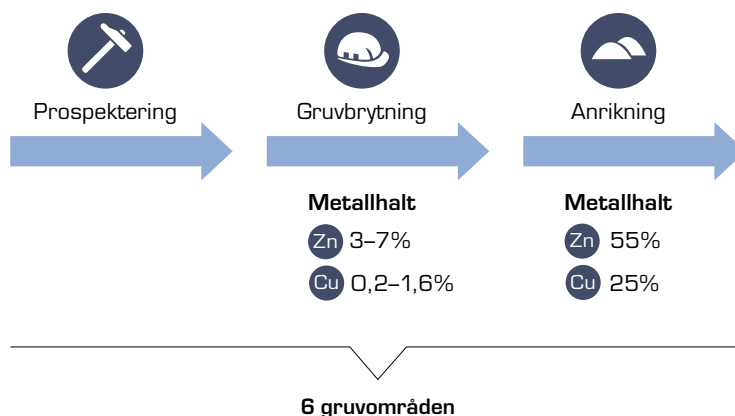 Prospektering
Gruvbrytning
Anrikning
Metallhalt
Zn 3–7%
Cu 0,2–1,6%
Metallhalt
Zn 55%
Cu 25%
6 gruvområden